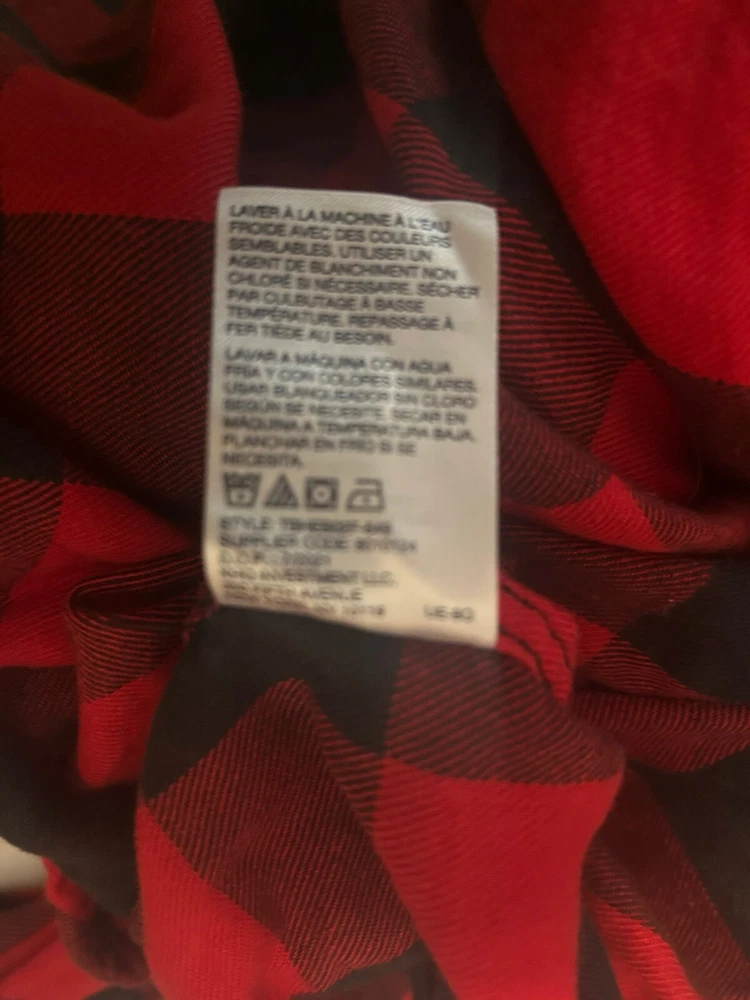 LAVER À LA MACHINE À L'EAU
FROIDE AVEC DES COULEURS
SEMBLABLES. UTILISER UN
AGENT DE BLANCHIMENT NON
CHLORÉ SI NÉCESSAIRE. SÉCHER
PAR CULBUTAGE À BASSE
TEMPÉRATURE. REPASSAGE À
FER TIÈDE AU BESOIN.
LAVAR A MÁQUINA CON AGUA
FRIA Y CON COLORES SIMILARES.
USAR BLANQUEADOR SIN CLORO
SEGÚN SE NECESITE. SECAR EN
MÁQUINA A TEMPERATURA BAJA.
PLANCHAR EN FRIO SI SE
NECESITA.
STYLE:
SUPPLIER CODE:
INVESTMENT LLC.
AVENUE